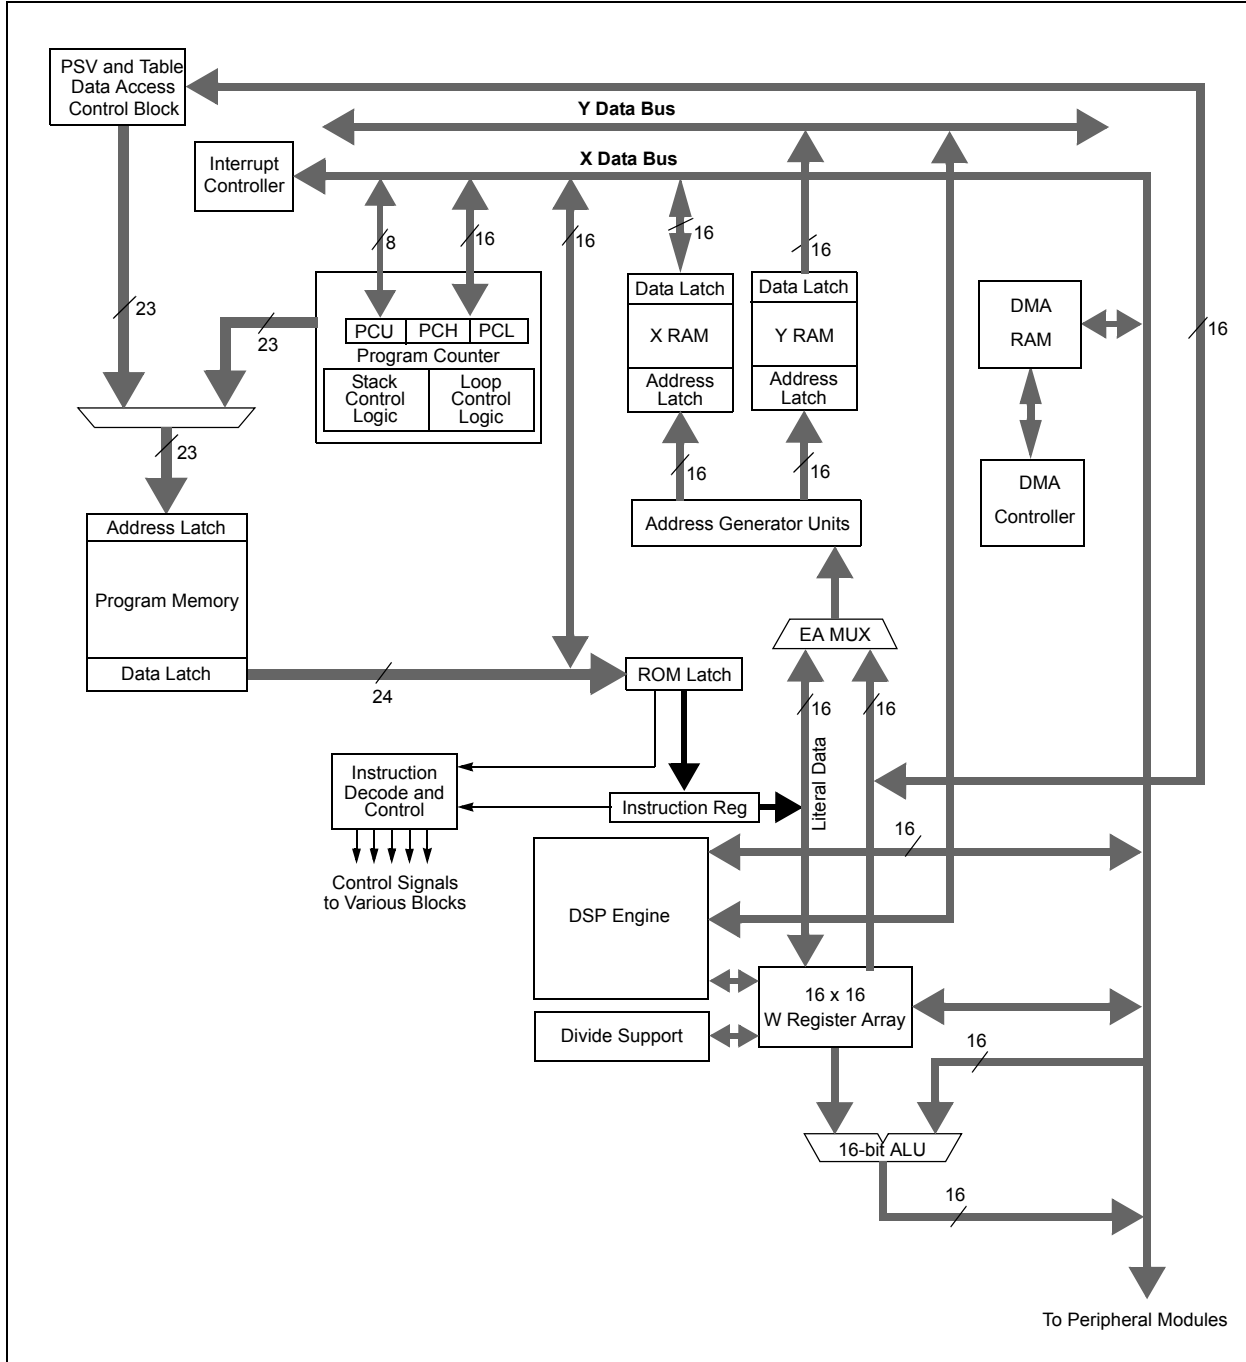 PSV and Table
Data Access
Control Block
Y Data Bus
Interrupt
Controller
X Data Bus
8
16
16
16
16
23
23
PCU
PCH
PCL
Program Counter
Stack
Control
Logic
Loop
Control
Logic
Data Latch
X RAM
Address
Latch
Data Latch
Y RAM
Address
Latch
DMA
RAM
16
23
16
16
DMA
Controller
Address Generator Units
Address Latch
Program Memory
Data Latch
24
EA MUX
ROM Latch
16
16
Literal Data
Instruction
Decode and
Control
Instruction Reg
Control Signals
to Various Blocks
16
DSP Engine
16 x 16
W Register Array
Divide Support
16
16-bit ALU
16
To Peripheral Modules